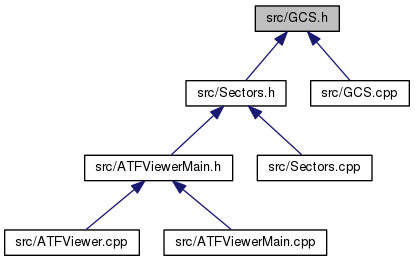 src/GCS.h
src/Sectors.h
src/GCS.cpp
src/ATFViewerMain.h
src/Sectors.cpp
src/ATFViewer.cpp
src/ATFViewerMain.cpp